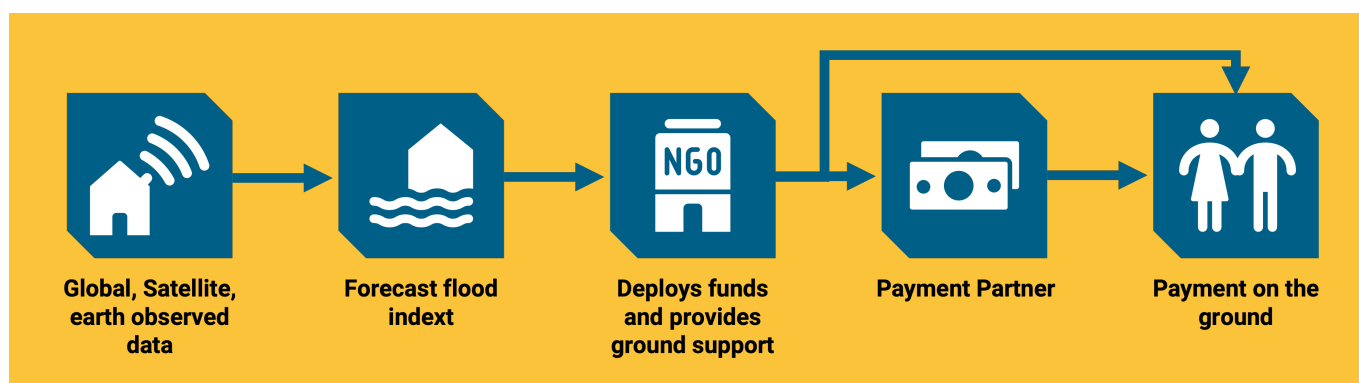 NGO
Global, Satellite,
earth observed
data
Forecast flood
indext
Deploys funds
and provides
ground support
Payment Partner
Payment on the
ground